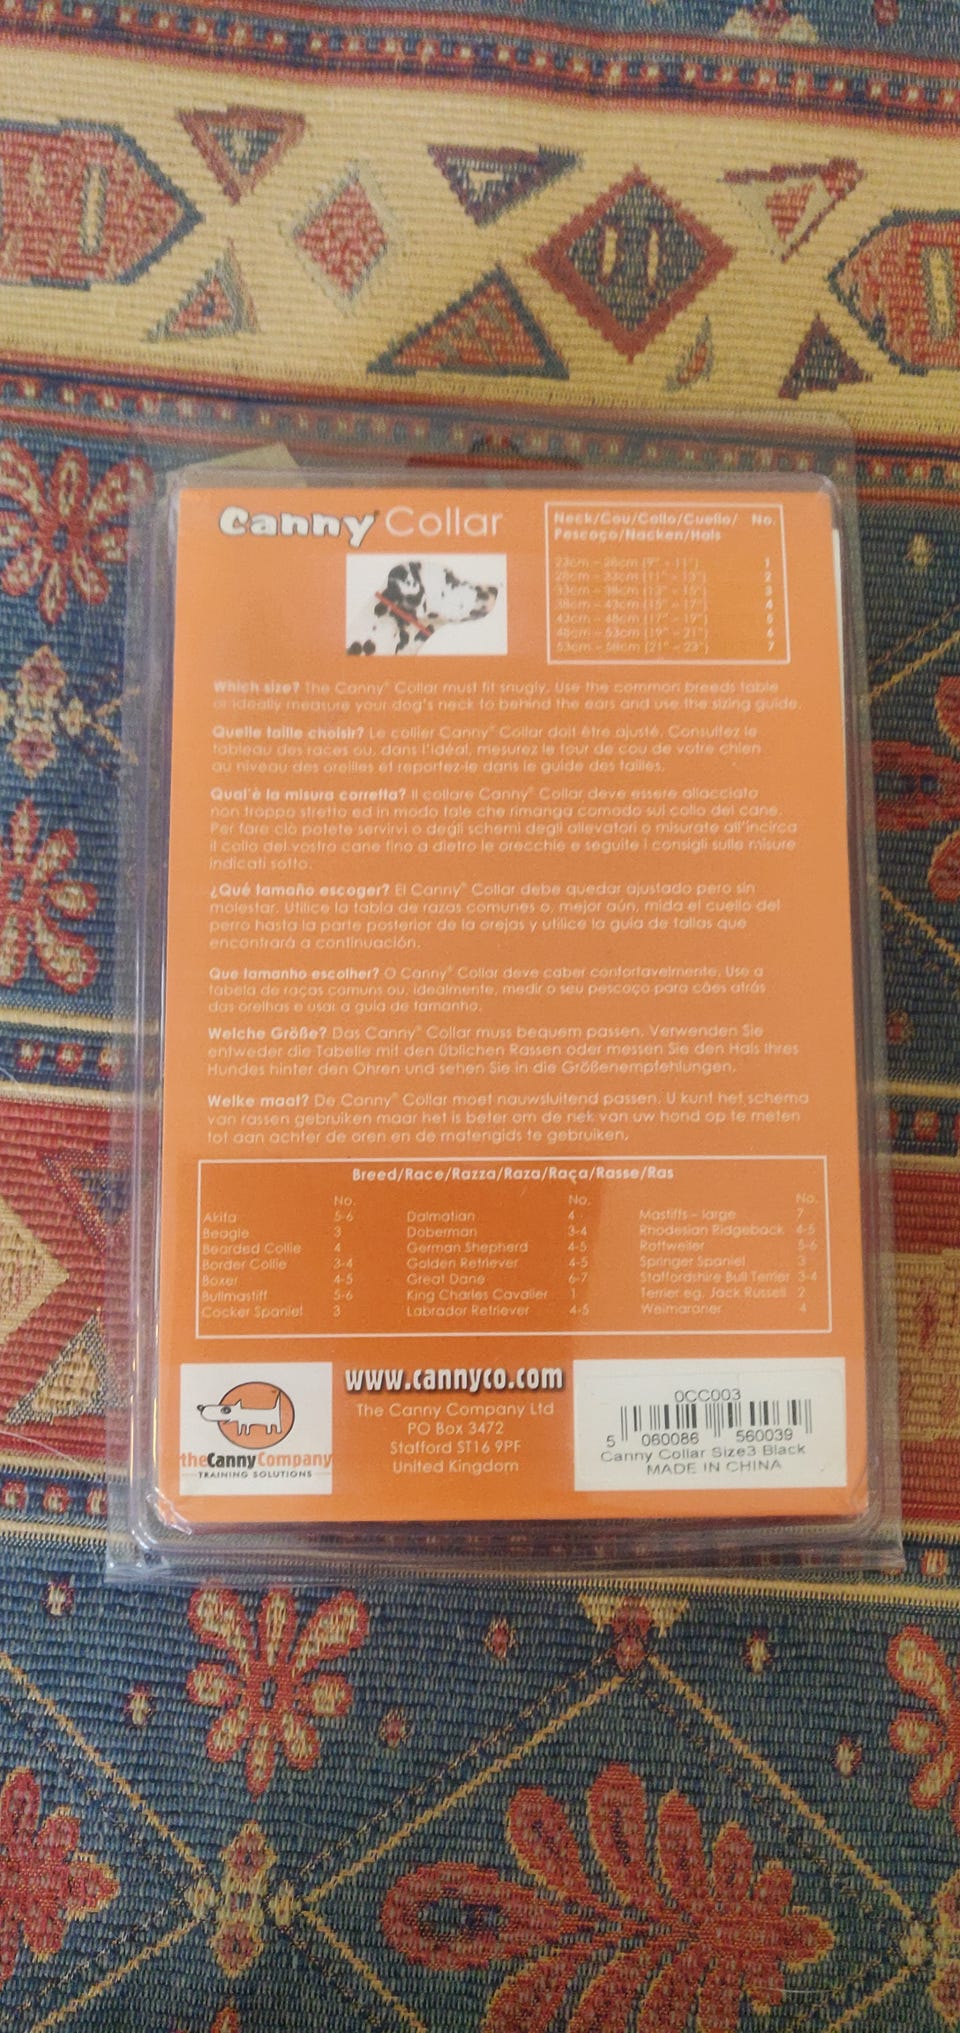 Canny® Collar
Neck/Cou/Collo/Cuello/ No.
Pescoço/Nacken/Hals
23cm - 28cm (9" - 11") 1
28cm - 33cm (11" - 13") 2
33cm - 38cm (13" - 15") 3
38cm - 43cm (15" - 17") 4
43cm - 48cm (17" - 19") 5
48cm - 53cm (19" - 21") 6
53cm - 58cm (21" - 23") 7
Which size? The Canny® Collar must fit snugly. Use the common breeds table
or ideally measure your dog's neck to behind the ears and use the sizing guide.
Quelle taille choisir? Le collier Canny® Collar doit être ajusté. Consultez le
tableau des races ou, dans l'idéal, mesurez le tour de cou de votre chien
au niveau des oreilles et reportez-le dans le guide des tailles.
Qual'è la misura corretta? Il collare Canny® Collar deve essere allacciato
non troppo stretto ed in modo tale che rimanga comodo sul collo del cane.
Per fare ciò potete servirvi o degli schemi degli allevatori o misurate all'incirca
il collo del vostro cane fino a dietro le orecchie e seguite i consigli sulle misure
indicati sotto.
¿Qué tamaño escoger? El Canny® Collar debe quedar ajustado pero sin
molestar. Utilice la tabla de razas comunes o, mejor aún, mida el cuello del
perro hasta la parte posterior de la orejas y utilice la guía de tallas que
encontrará a continuación.
Que tamanho escolher? O Canny® Collar deve caber confortavelmente. Use a
tabela de raças comuns ou, idealmente, medir o seu pescoço para cães atrás
das orelhas e usar a guia de tamanho.
Welche Größe? Das Canny® Collar muss bequem passen. Verwenden Sie
entweder die Tabelle mit den üblichen Rassen oder messen Sie den Hals Ihres
Hundes hinter den Ohren und sehen Sie in die Größenempfehlungen.
Welke maat? De Canny® Collar moet nauwsluitend passen. U kunt het schema
van rassen gebruiken maar het is beter om de nek van uw hond op te meten
tot aan achter de oren en de matengids te gebruiken.
Breed/Race/Razza/Raza/Raça/Rasse/Ras
No. No. No.
Akita 5-6 Dalmatian 4 Mastiffs - large 7
Beagle 3 Doberman 3-4 Rhodesian Ridgeback 4-5
Bearded Collie 4 German Shepherd 4-5 Rottweiler 5-6
Border Collie 3-4 Golden Retriever 4-5 Springer Spaniel 3
Boxer 4-5 Great Dane 6-7 Staffordshire Bull Terrier 3-4
Bullmastiff 5-6 King Charles Cavalier 1 Terrier eg. Jack Russell 2
Cocker Spaniel 3 Labrador Retriever 4-5 Weimaraner 4
theCannyCompany
TRAINING SOLUTIONS
www.cannyco.com
The Canny Company Ltd
PO Box 3472
Stafford ST16 9PF
United Kingdom
0CC003
5 060086 560039
Canny Collar Size3 Black
MADE IN CHINA